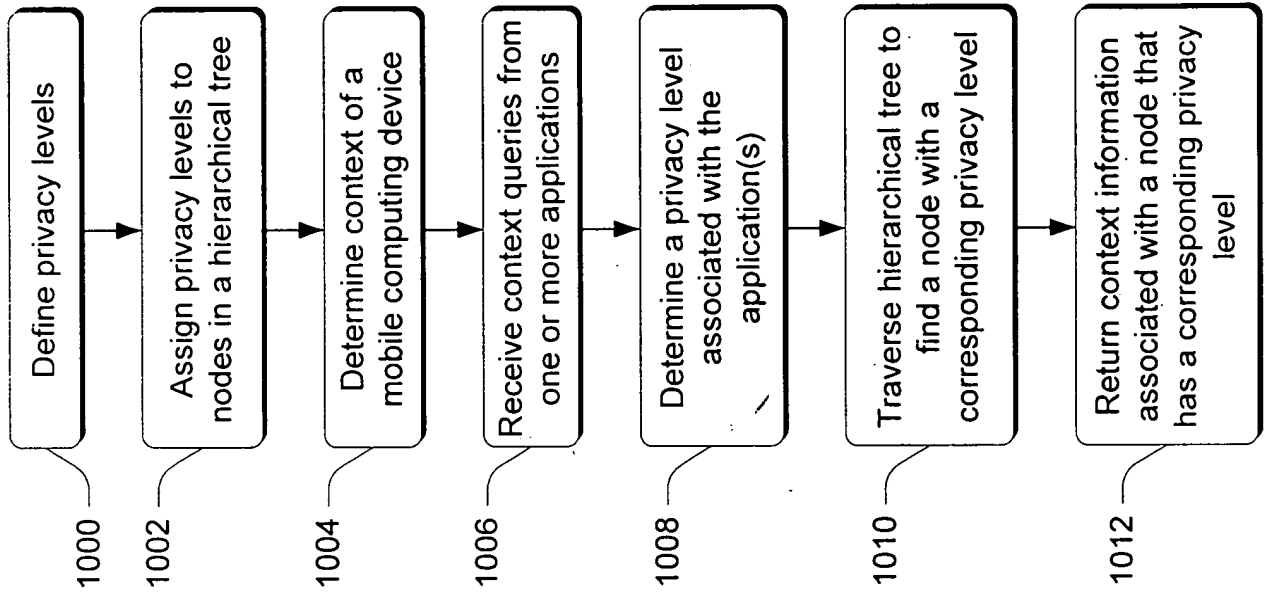 1000
Define privacy levels
1002
Assign privacy levels to
nodes in a hierarchical tree
1004
Determine context of a
mobile computing device
1006
Receive context queries from
one or more applications
1008
Determine a privacy level
associated with the
application(s)
1010
Traverse hierarchical tree to
find a node with a
corresponding privacy level
1012
Return context information
associated with a node that
has a corresponding privacy
level